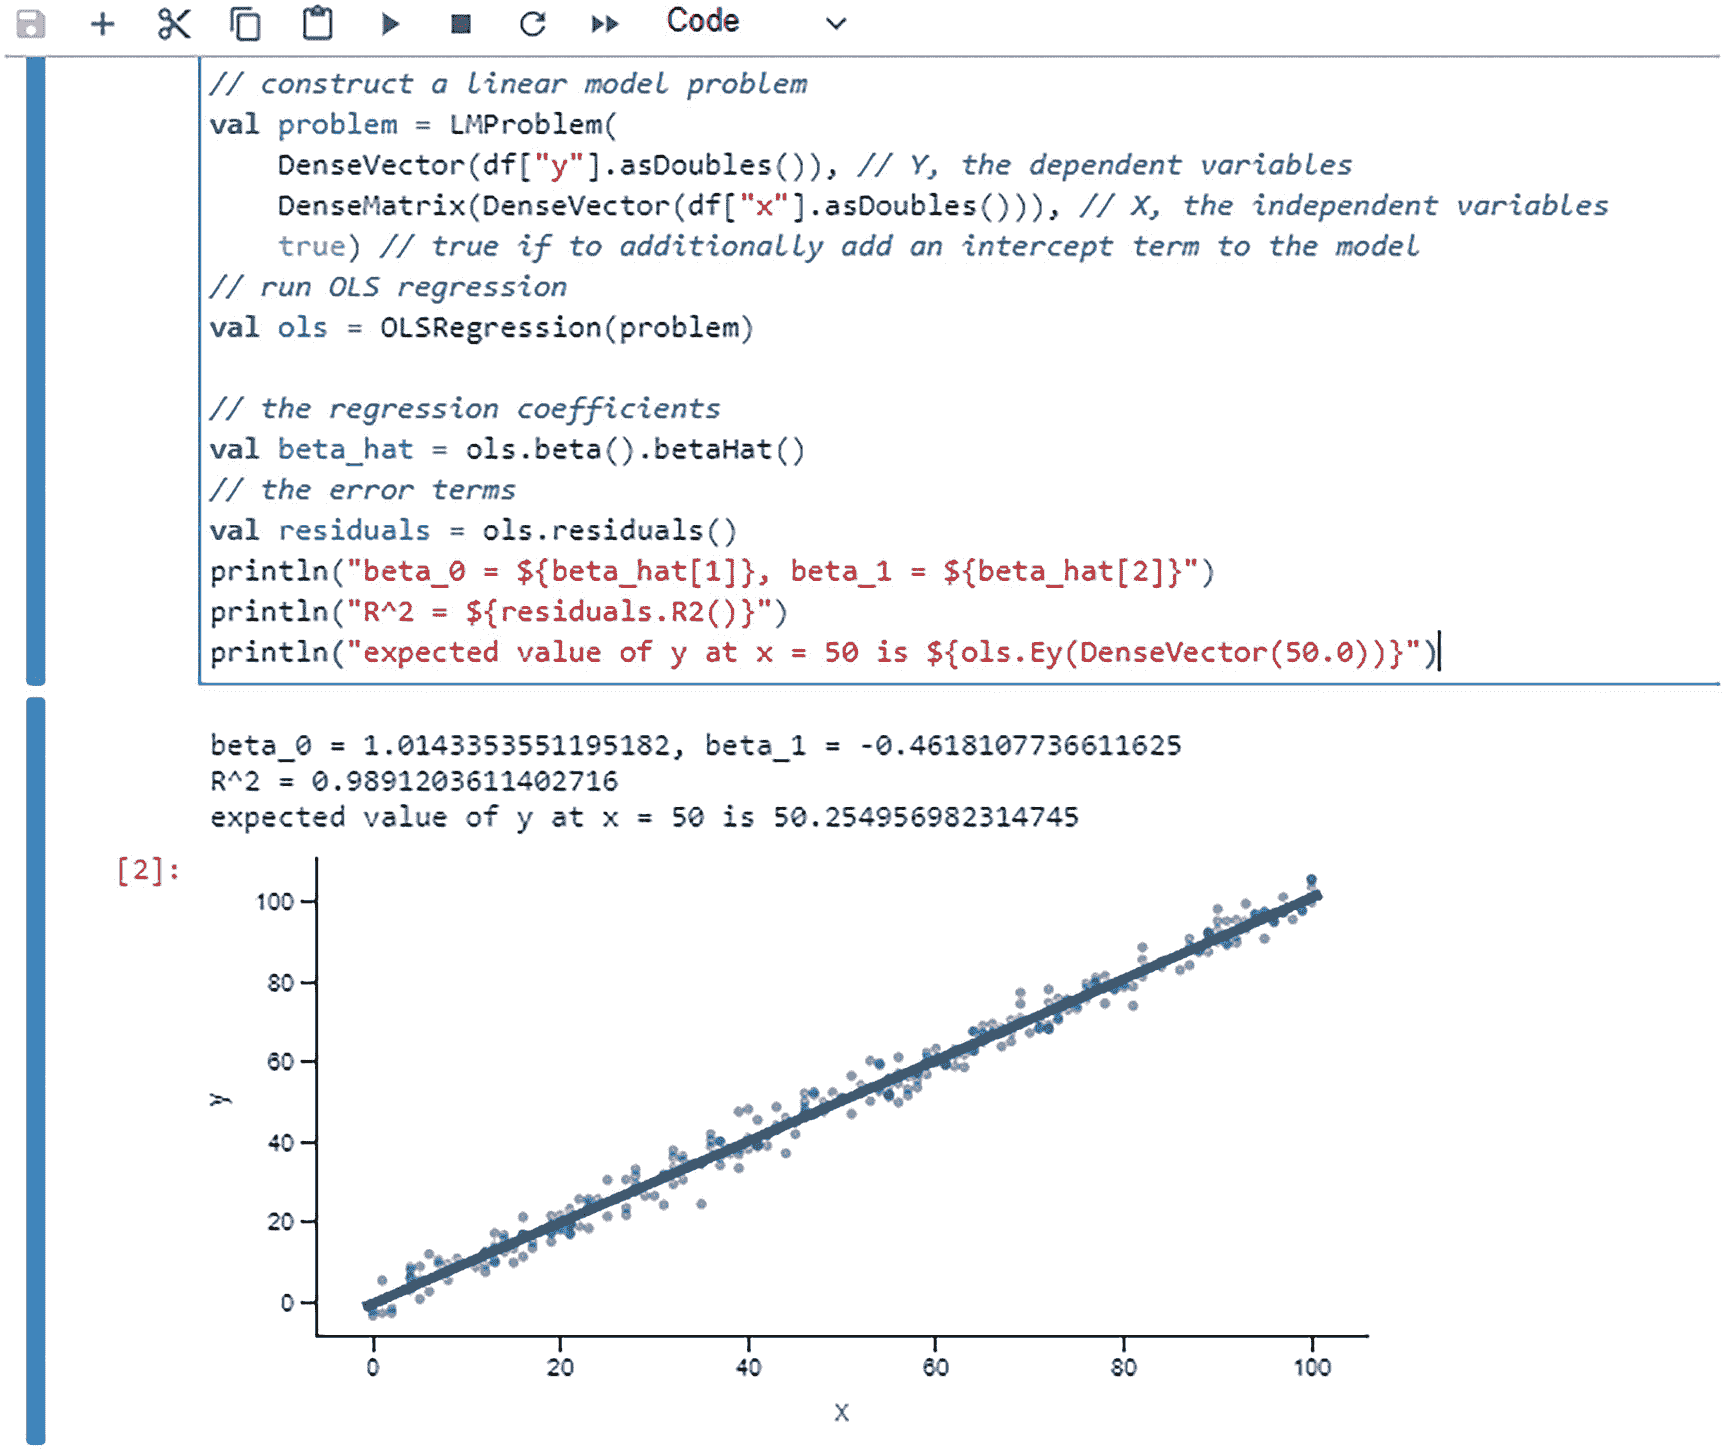 Code
// construct a linear model problem
val problem = LMProblem(
    DenseVector(df["y"].asDoubles()), // Y, the dependent variables
    DenseMatrix(DenseVector(df["x"].asDoubles())), // X, the independent variables
    true) // true if to additionally add an intercept term to the model
// run OLS regression
val ols = OLSRegression(problem)
// the regression coefficients
val beta_hat = ols.beta().betaHat()
// the error terms
val residuals = ols.residuals()
println("beta_0 = ${beta_hat[1]}, beta_1 = ${beta_hat[2]}")
println("R^2 = ${residuals.R2()}")
println("expected value of y at x = 50 is ${ols.Ey(DenseVector(50.0))}")
beta_0 = 1.0143353551195182, beta_1 = -0.4618107736611625
R^2 = 0.9891203611402716
expected value of y at x = 50 is 50.254956982314745
[2]:
100
80
60
40
20
0
y
0 20 40 60 80 100
x